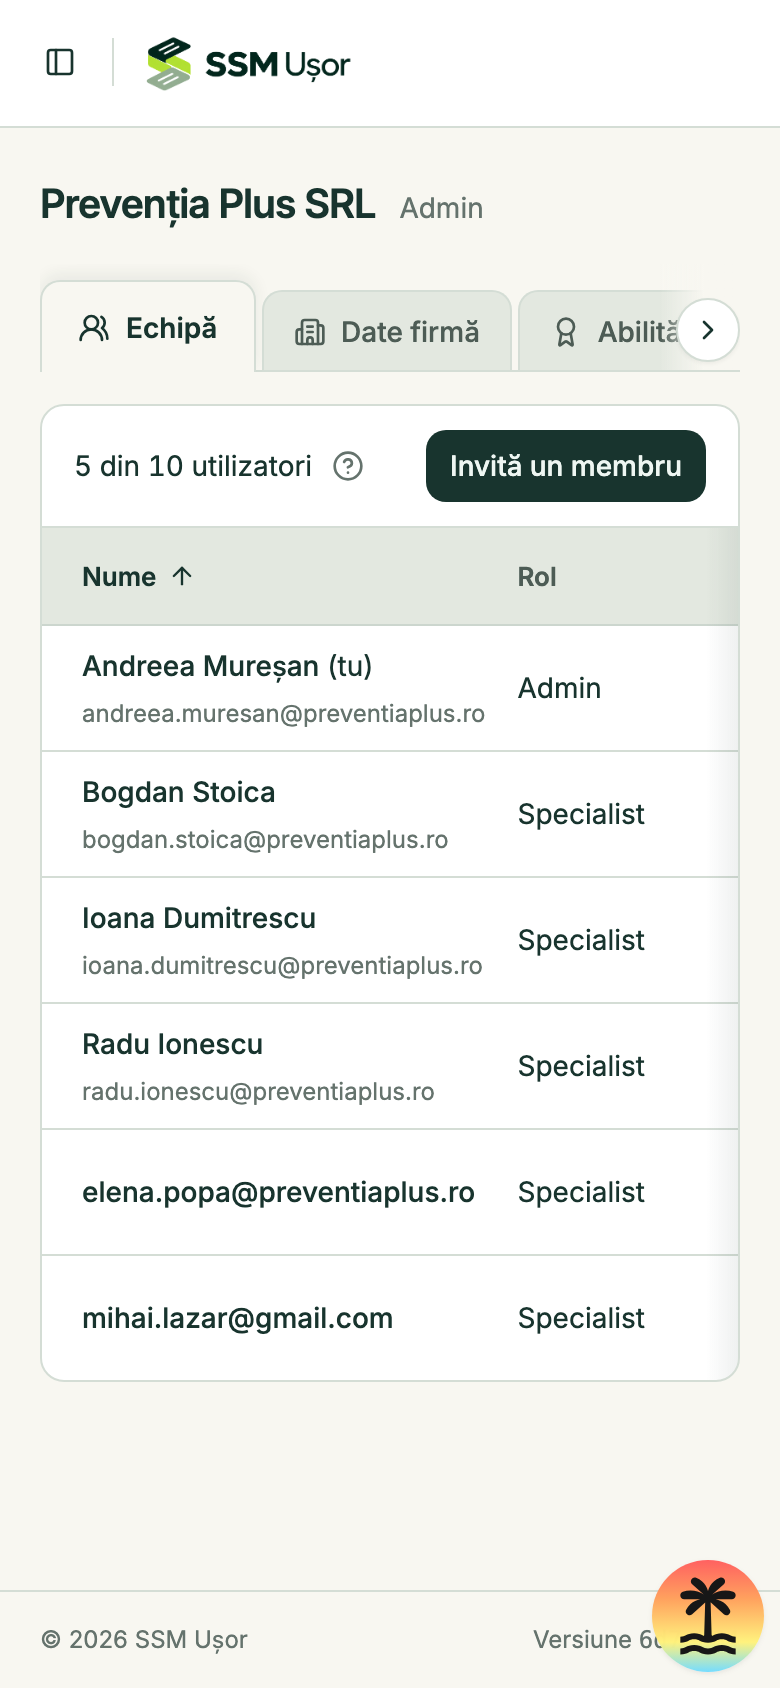 SSM Ușor
Prevenția Plus SRL Admin
Echipă
Date firmă
5 din 10 utilizatori
Invită un membru
Nume Rol
Andreea Mureșan (tu)
andreea.muresan@preventiaplus.ro
Admin
Bogdan Stoica
bogdan.stoica@preventiaplus.ro
Specialist
Ioana Dumitrescu
ioana.dumitrescu@preventiaplus.ro
Specialist
Radu Ionescu
radu.ionescu@preventiaplus.ro
Specialist
elena.popa@preventiaplus.ro Specialist
mihai.lazar@gmail.com Specialist
© 2026 SSM Ușor
Versiune